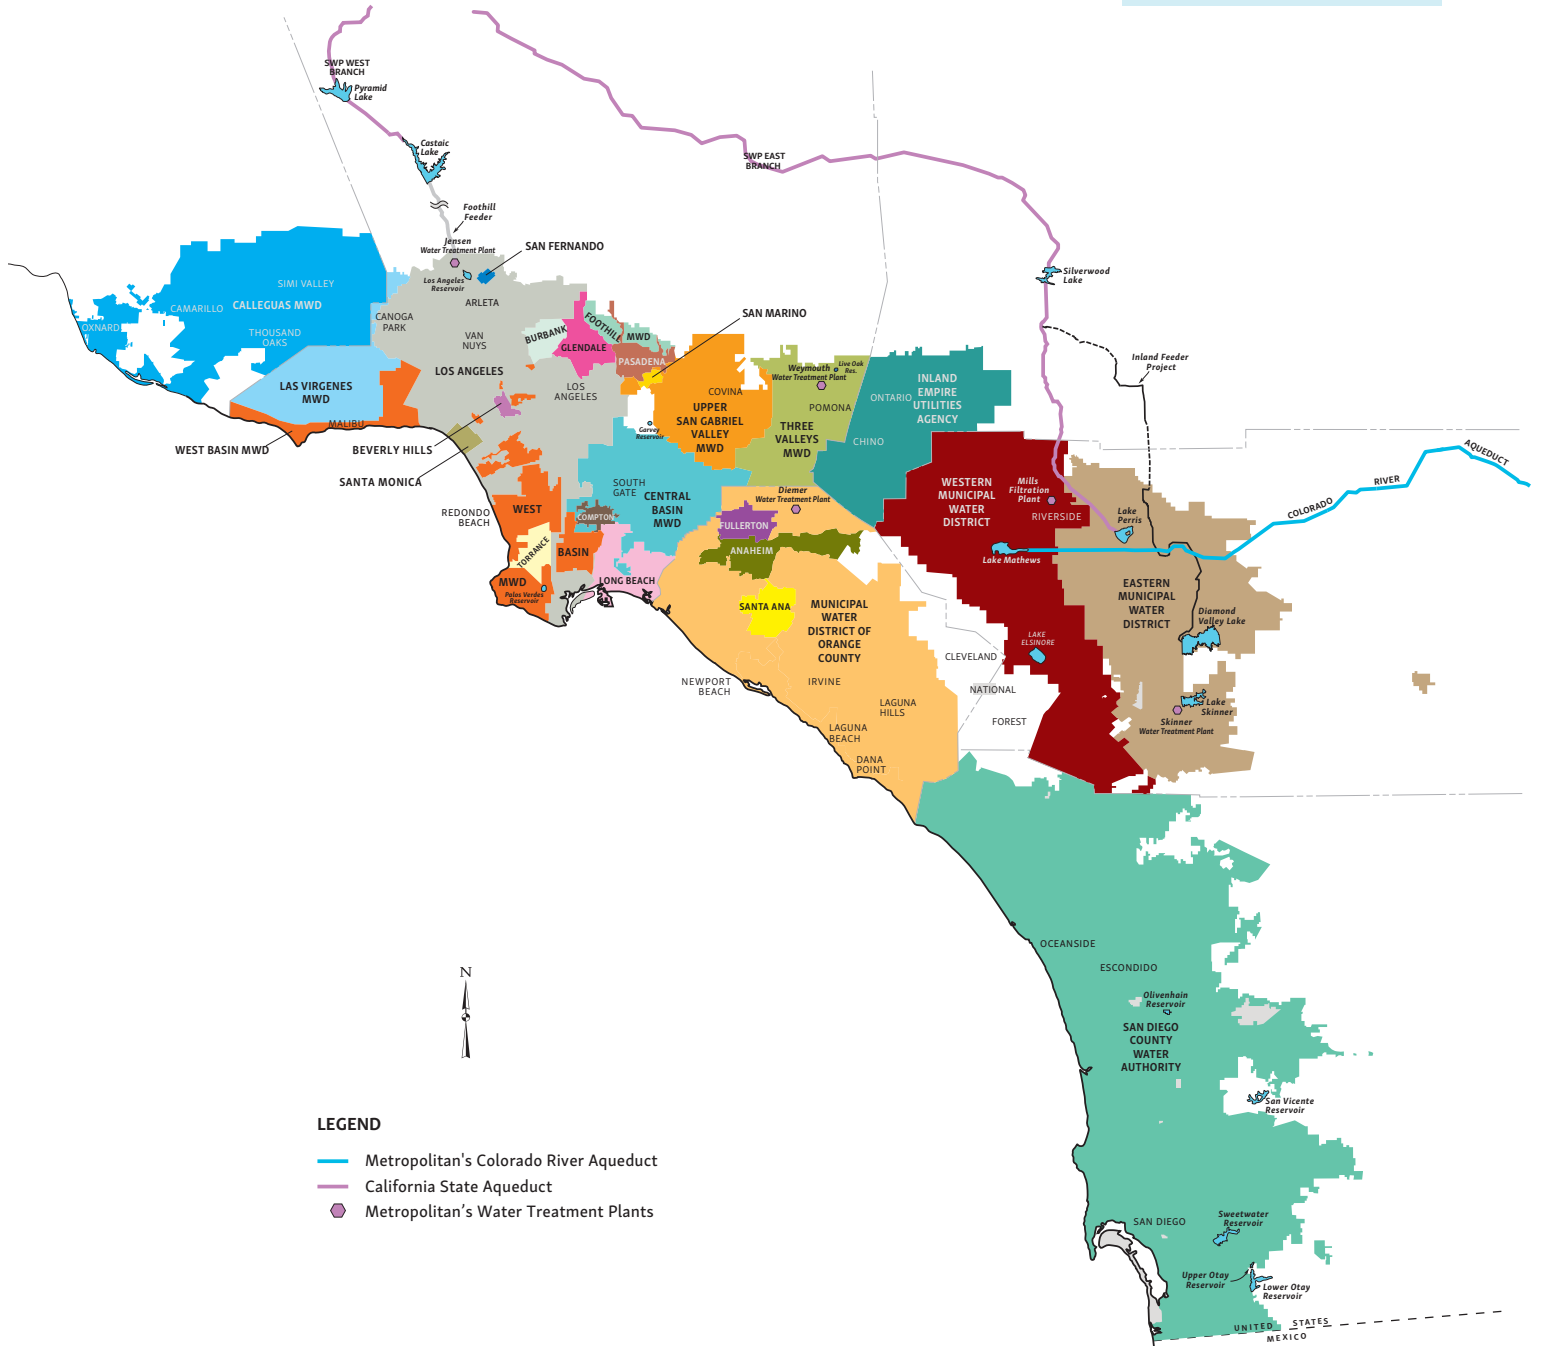 SWP WEST
BRANCH
Pyramid
Lake
Castaic
Lake
SWP EAST
BRANCH
Foothill
Feeder
Jensen
Water Treatment Plant
SAN FERNANDO
Los Angeles
Reservoir
Silverwood
Lake
SIMI VALLEY
CAMARILLO
CALLEGUAS MWD
OXNARD
THOUSAND
OAKS
ARLETA
CANOGA
PARK
VAN
NUYS
BURBANK
GLENDALE
FOOTHILL
MWD
SAN MARINO
PASADENA
LOS ANGELES
LOS
ANGELES
LAS VIRGENES
MWD
MALIBU
WEST BASIN MWD
BEVERLY HILLS
SANTA MONICA
Garvey
Reservoir
COVINA
UPPER
SAN GABRIEL
VALLEY
MWD
Weymouth
Water Treatment Plant
Live Oak
Res.
POMONA
THREE
VALLEYS
MWD
INLAND
EMPIRE
UTILITIES
AGENCY
ONTARIO
CHINO
Inland Feeder
Project
AQUEDUCT
RIVER
COLORADO
REDONDO
BEACH
WEST
BASIN
MWD
TORRANCE
Palos Verdes
Reservoir
SOUTH
GATE
CENTRAL
BASIN
MWD
COMPTON
LONG BEACH
Diemer
Water Treatment Plant
FULLERTON
ANAHEIM
SANTA ANA
MUNICIPAL
WATER
DISTRICT OF
ORANGE
COUNTY
NEWPORT
BEACH
IRVINE
LAGUNA
HILLS
LAGUNA
BEACH
DANA
POINT
WESTERN
MUNICIPAL
WATER
DISTRICT
Mills
Filtration
Plant
RIVERSIDE
Lake Mathews
Lake
Perris
EASTERN
MUNICIPAL
WATER
DISTRICT
Diamond
Valley Lake
LAKE
ELSINORE
CLEVELAND
NATIONAL
FOREST
Lake
Skinner
Skinner
Water Treatment Plant
OCEANSIDE
ESCONDIDO
Olivenhain
Reservoir
SAN DIEGO
COUNTY
WATER
AUTHORITY
San Vicente
Reservoir
SAN DIEGO
Sweetwater
Reservoir
Upper Otay
Reservoir
Lower Otay
Reservoir
UNITED STATES
MEXICO
N
LEGEND
Metropolitan's Colorado River Aqueduct
California State Aqueduct
Metropolitan’s Water Treatment Plants